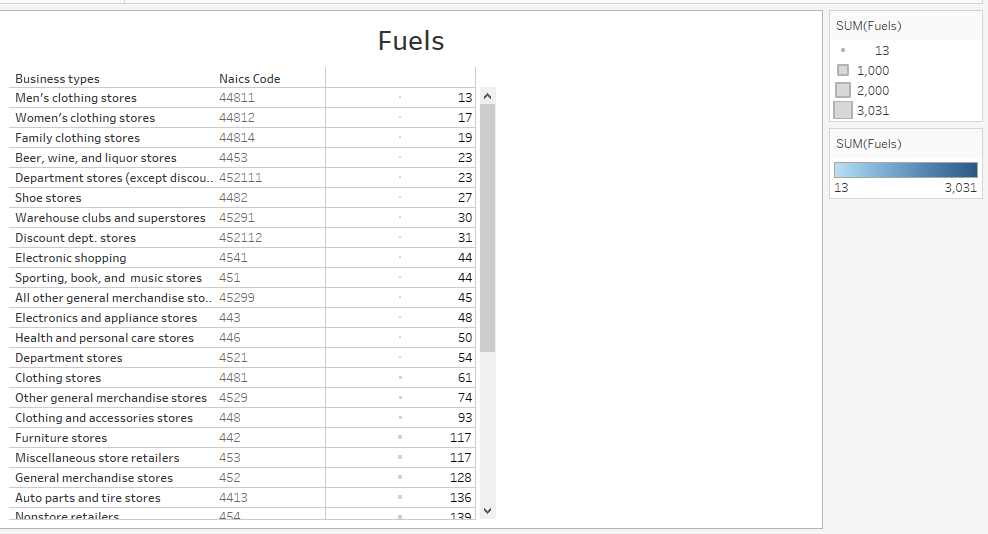 Fuels
Business types Naics Code
Men's clothing stores 44811 13
Women's clothing stores 44812 17
Family clothing stores 44814 19
Beer, wine, and liquor stores 4453 23
Department stores (except discou.. 452111 23
Shoe stores 4482 27
Warehouse clubs and superstores 45291 30
Discount dept. stores 452112 31
Electronic shopping 4541 44
Sporting, book, and music stores 451 44
All other general merchandise sto.. 45299 45
Electronics and appliance stores 443 48
Health and personal care stores 446 50
Department stores 4521 54
Clothing stores 4481 61
Other general merchandise stores 4529 74
Clothing and accessories stores 448 93
Furniture stores 442 117
Miscellaneous store retailers 453 117
General merchandise stores 452 128
Auto parts and tire stores 4413 136
Nonstore retailers 454 139
SUM(Fuels)
13
1,000
2,000
3,031
SUM(Fuels)
13 3,031